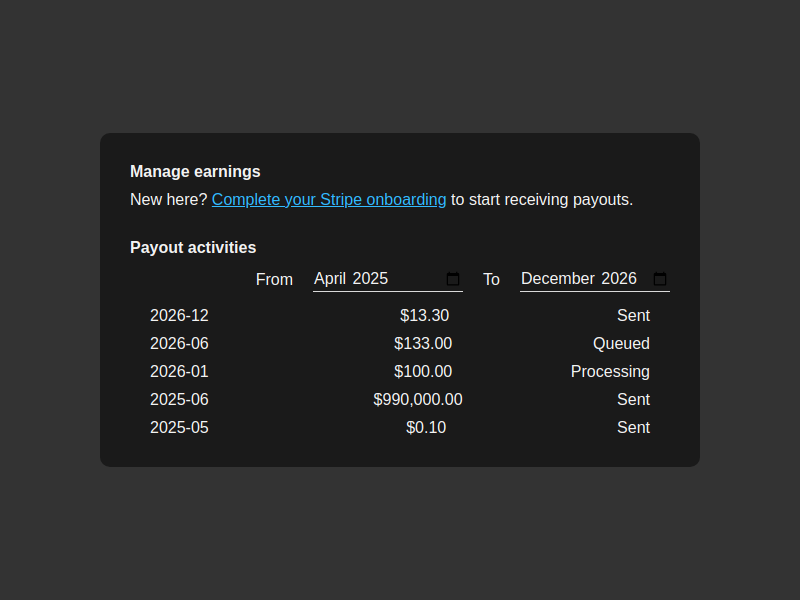 Manage earnings
New here? Complete your Stripe onboarding to start receiving payouts.
Payout activities
From April 2025 To December 2026
2026-12 $13.30 Sent
2026-06 $133.00 Queued
2026-01 $100.00 Processing
2025-06 $990,000.00 Sent
2025-05 $0.10 Sent